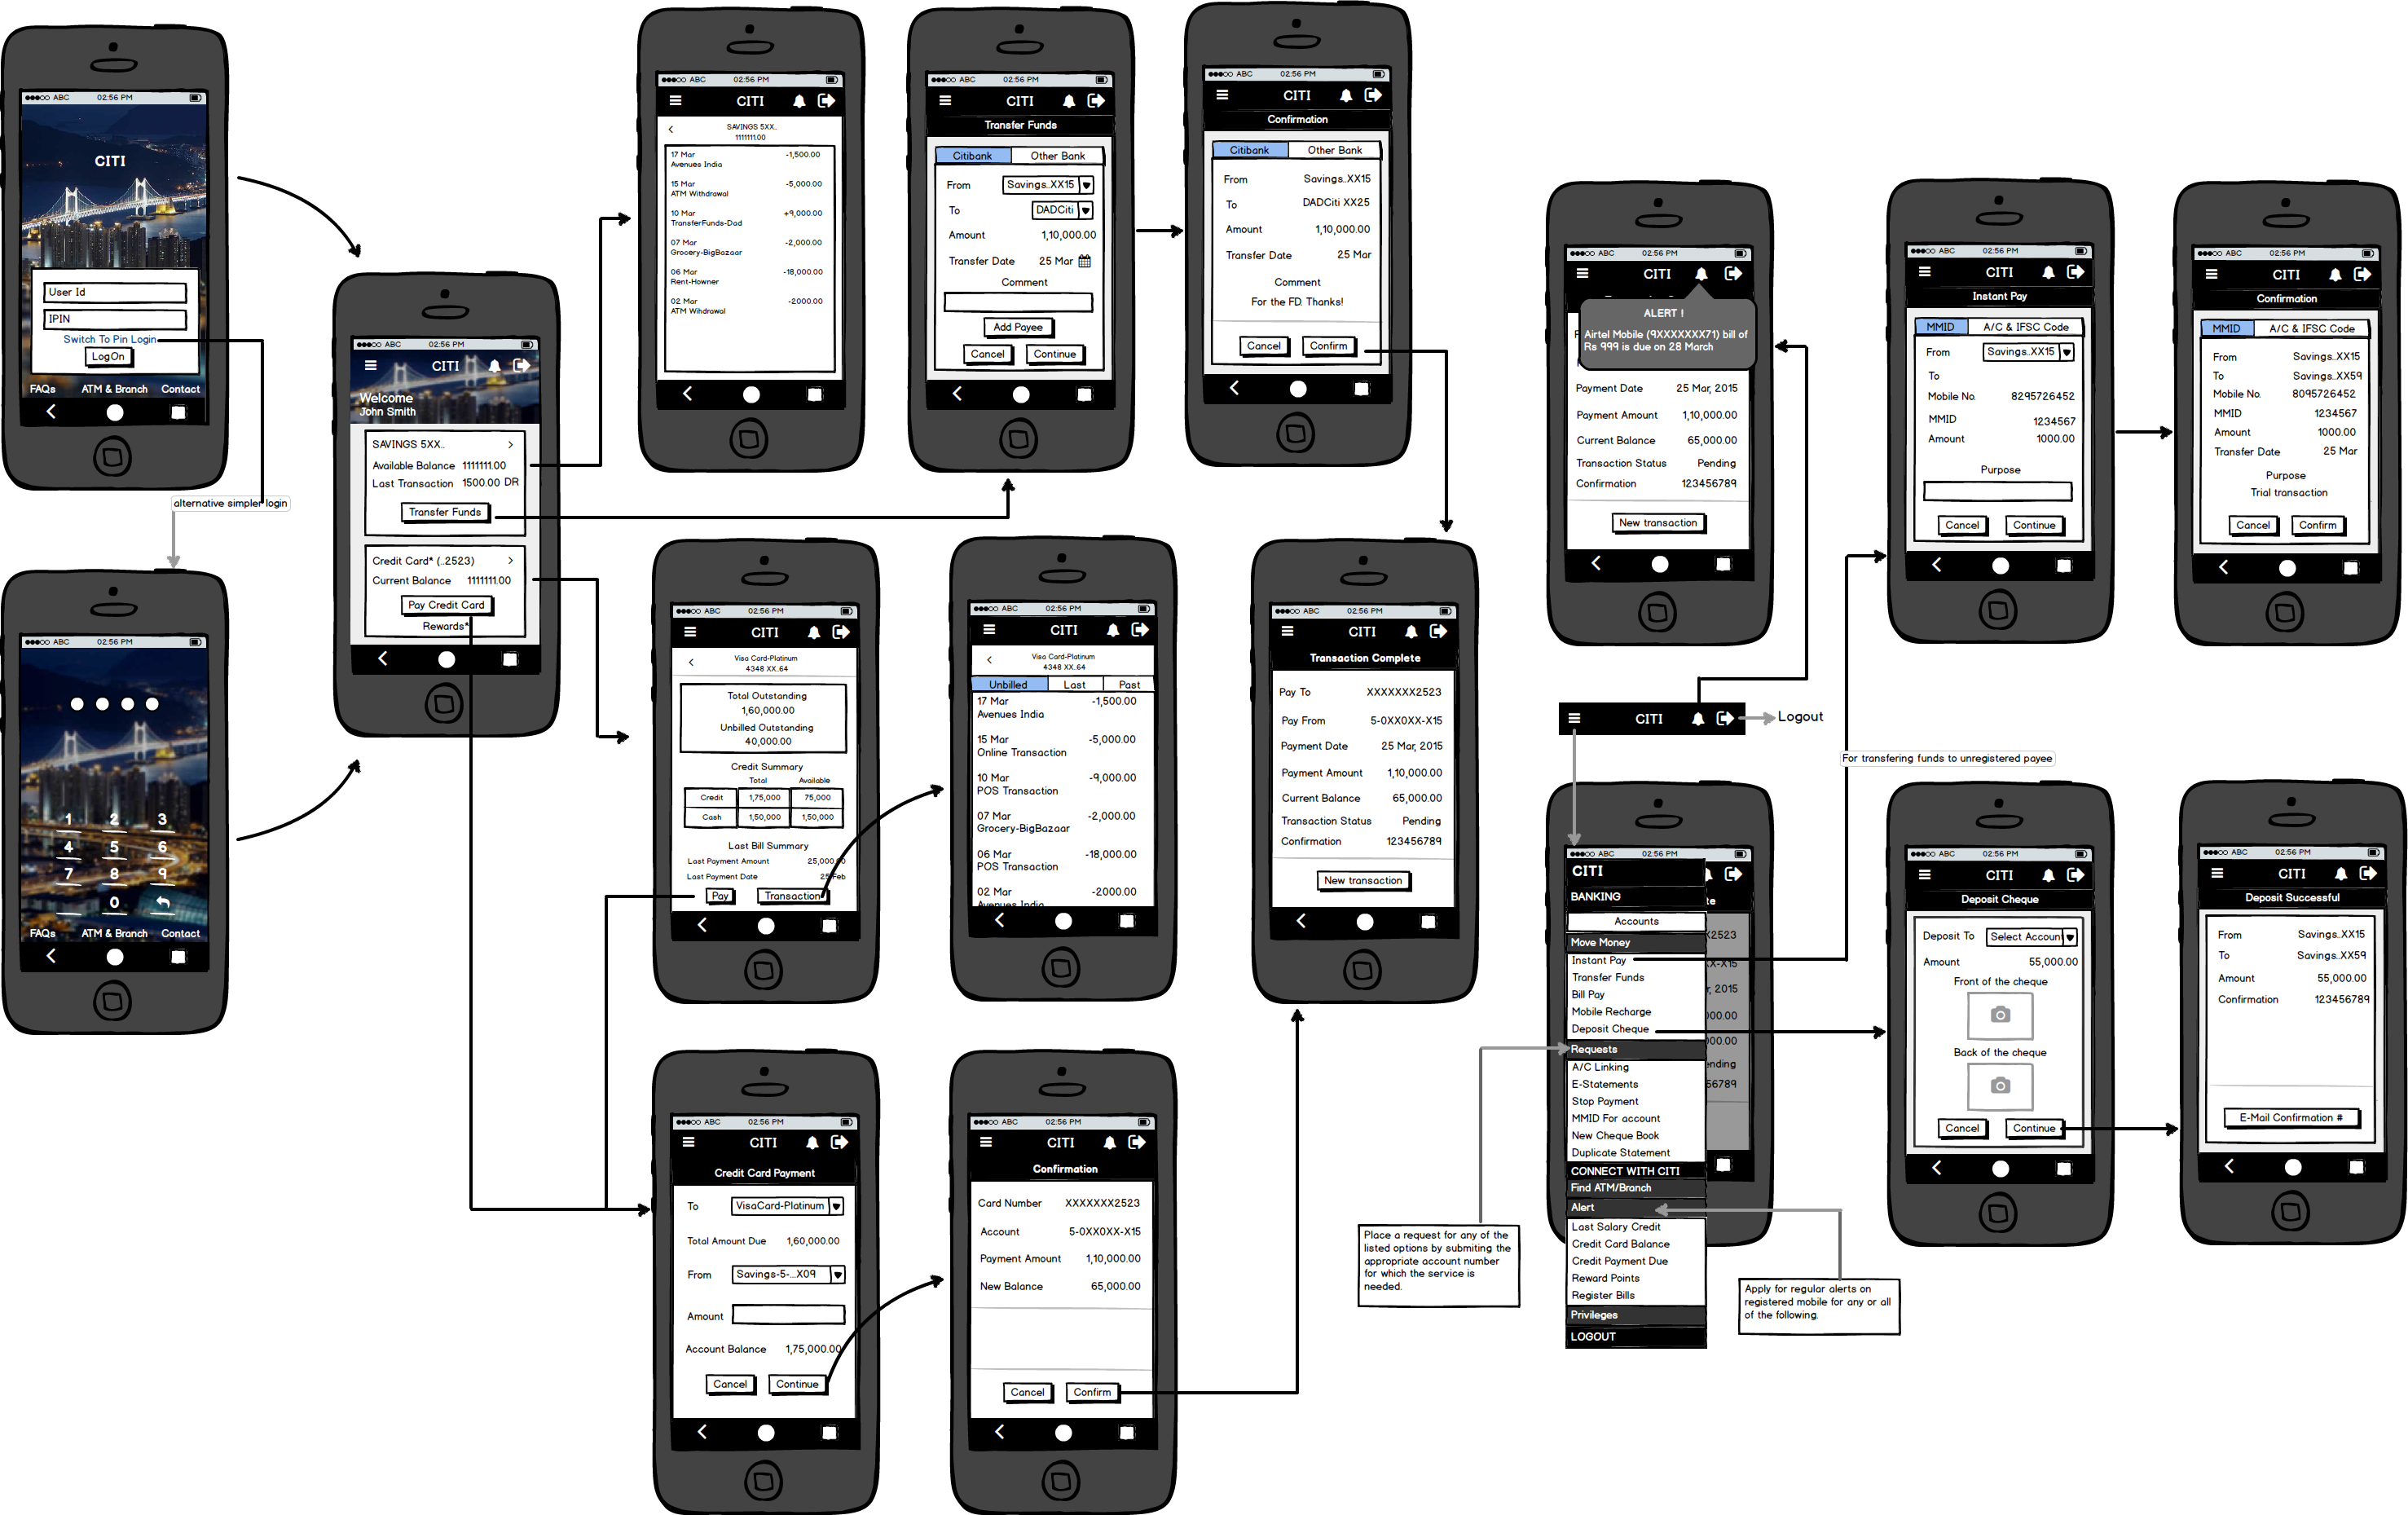 ●●●○○ ABC 02:56 PM
CITI
User Id
IPIN
Switch To Pin Login
LogOn
FAQs ATM & Branch Contact
alternative simpler login
●●●○○ ABC 02:56 PM
1 2 3
4 5 6
7 8 9
0
FAQs ATM & Branch Contact
●●●○○ ABC 02:56 PM
CITI
Welcome
John Smith
SAVINGS 5XX..
Available Balance 1111111.00
Last Transaction 1500.00 DR
Transfer Funds
Credit Card* (..2523)
Current Balance 1111111.00
Pay Credit Card
Rewards*
●●●○○ ABC 02:56 PM
CITI
SAVINGS 5XX..
1111111.00
17 Mar -1,500.00
Avenues India
15 Mar -5,000.00
ATM Withdrawal
10 Mar +9,000.00
TransferFunds-Dad
07 Mar -2,000.00
Grocery-BigBazaar
06 Mar -18,000.00
Rent-Howner
02 Mar -2000.00
ATM Wihdrawal
●●●○○ ABC 02:56 PM
CITI
Transfer Funds
Citibank Other Bank
From Savings..XX15
To DADCiti
Amount 1,10,000.00
Transfer Date 25 Mar
Comment
Add Payee
Cancel Continue
●●●○○ ABC 02:56 PM
CITI
Confirmation
Citibank Other Bank
From Savings..XX15
To DADCiti XX25
Amount 1,10,000.00
Transfer Date 25 Mar
Comment
For the FD. Thanks!
Cancel Confirm
●●●○○ ABC 02:56 PM
CITI
Visa Card-Platinum
4348 XX..64
Total Outstanding
1,60,000.00
Unbilled Outstanding
40,000.00
Credit Summary
Total Available
Credit 1,75,000 75,000
Cash 1,50,000 1,50,000
Last Bill Summary
Last Payment Amount 25,000.00
Last Payment Date 25 Feb
Pay Transaction
●●●○○ ABC 02:56 PM
CITI
Visa Card-Platinum
4348 XX..64
Unbilled Last Past
17 Mar -1,500.00
Avenues India
15 Mar -5,000.00
Online Transaction
10 Mar -9,000.00
POS Transaction
07 Mar -2,000.00
Grocery-BigBazaar
06 Mar -18,000.00
POS Transaction
02 Mar -2000.00
Avenues India
●●●○○ ABC 02:56 PM
CITI
Transaction Complete
Pay To XXXXXXX2523
Pay From 5-0XX0XX-X15
Payment Date 25 Mar, 2015
Payment Amount 1,10,000.00
Current Balance 65,000.00
Transaction Status Pending
Confirmation 123456789
New transaction
●●●○○ ABC 02:56 PM
CITI
Credit Card Payment
To VisaCard-Platinum
Total Amount Due 1,60,000.00
From Savings-5-...X09
Amount
Account Balance 1,75,000.00
Cancel Continue
●●●○○ ABC 02:56 PM
CITI
Confirmation
Card Number XXXXXXX2523
Account 5-0XX0XX-X15
Payment Amount 1,10,000.00
New Balance 65,000.00
Cancel Confirm
●●●○○ ABC 02:56 PM
CITI
ALERT !
Airtel Mobile (9XXXXXXX71) bill of
Rs 999 is due on 28 March
Payment Date 25 Mar, 2015
Payment Amount 1,10,000.00
Current Balance 65,000.00
Transaction Status Pending
Confirmation 123456789
New transaction
●●●○○ ABC 02:56 PM
CITI
Instant Pay
MMID A/C & IFSC Code
From Savings..XX15
To
Mobile No. 8295726452
MMID 1234567
Amount 1000.00
Purpose
Cancel Continue
●●●○○ ABC 02:56 PM
CITI
Confirmation
MMID A/C & IFSC Code
From Savings..XX15
To Savings..XX59
Mobile No. 8095726452
MMID 1234567
Amount 1000.00
Transfer Date 25 Mar
Purpose
Trial transaction
Cancel Confirm
CITI
Logout
For transfering funds to unregistered payee
●●●○○ ABC 02:56 PM
CITI
BANKING
te
Accounts
X2523
Move Money
Instant Pay
X-X15
Transfer Funds
r, 2015
Bill Pay
Mobile Recharge
000.00
Deposit Cheque
000.00
Requests
ending
A/C Linking
E-Statements
56789
Stop Payment
MMID For account
New Cheque Book
Duplicate Statement
CONNECT WITH CITI
Find ATM/Branch
Alert
Last Salary Credit
Credit Card Balance
Credit Payment Due
Reward Points
Register Bills
Privileges
LOGOUT
Place a request for any of the
listed options by submiting the
appropriate account number
for which the service is
needed.
Apply for regular alerts on
registered mobile for any or all
of the following.
●●●○○ ABC 02:56 PM
CITI
Deposit Cheque
Deposit To Select Account
Amount 55,000.00
Front of the cheque
Back of the cheque
Cancel Continue
●●●○○ ABC 02:56 PM
CITI
Deposit Successful
From Savings..XX15
To Savings..XX59
Amount 55,000.00
Confirmation 123456789
E-Mail Confirmation #